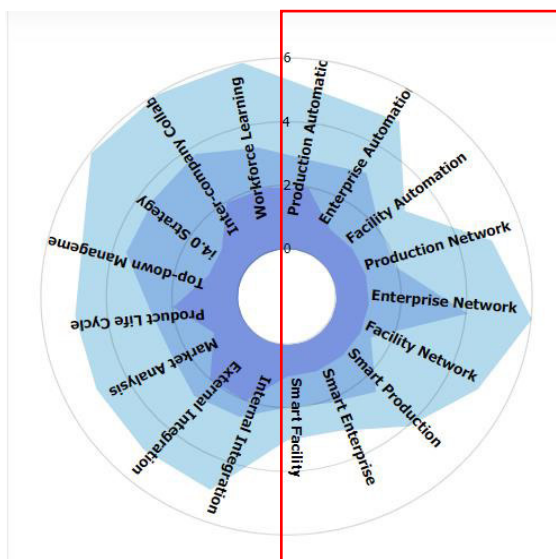 6
4
2
0
Production Automatic
Enterprise Automatio
Facility Automation
Production Network
Enterprise Network
Facility Network
Smart Production
Smart Enterprise
Smart Facility
Internal Integration
External Integration
Market Analysis
Product Life Cycle
Top-down Manageme
i4.0 Strategy
Inter-company Collab
Workforce Learning